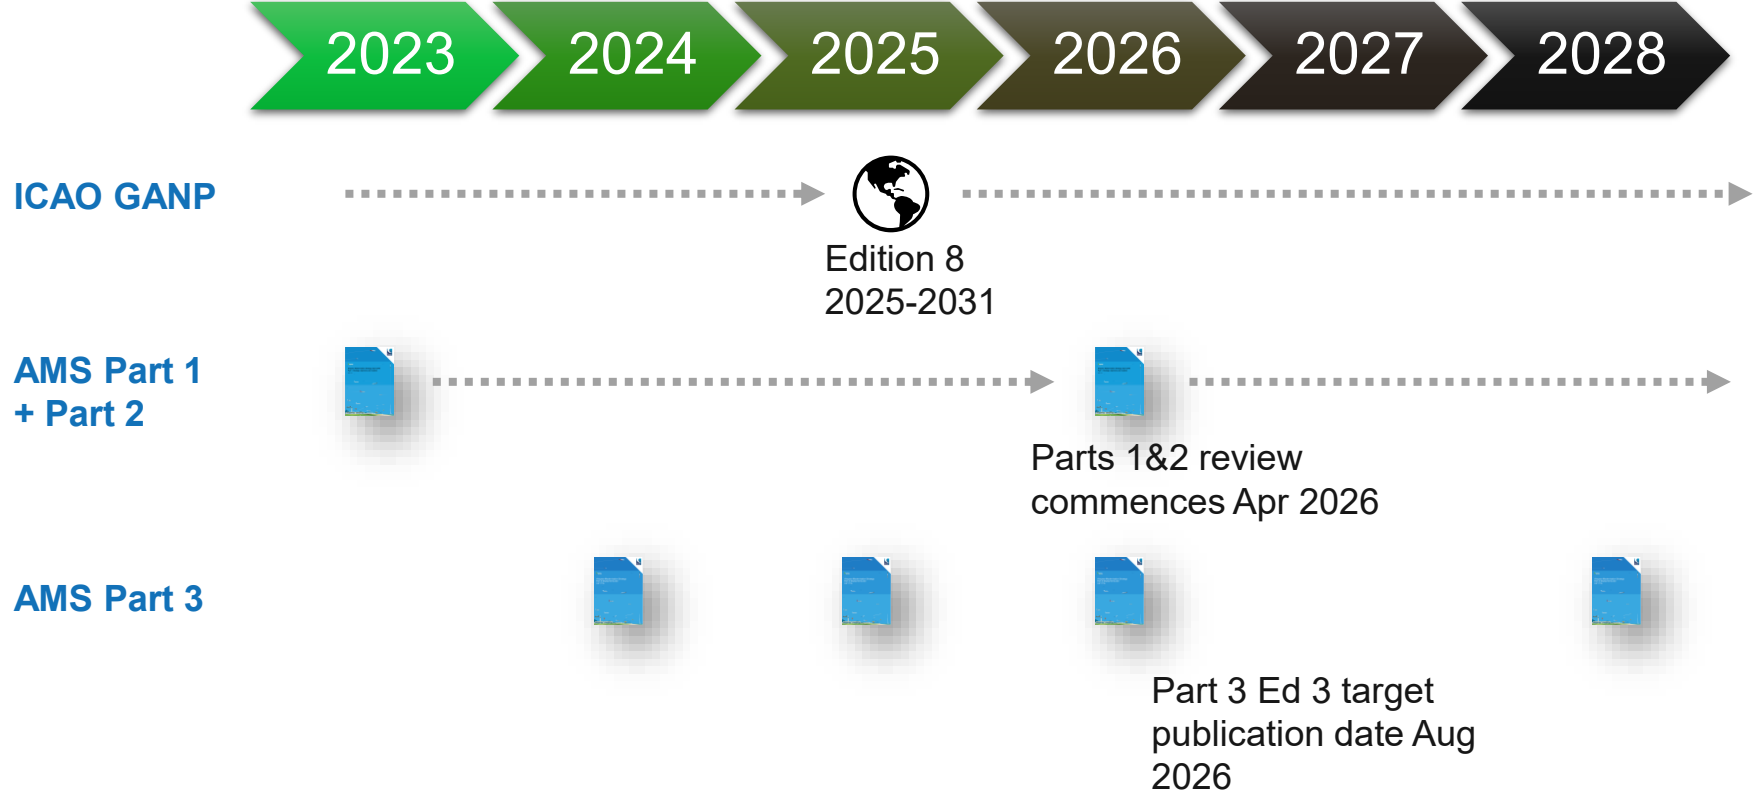 2023
2024
2025
2026
2027
2028
ICAO GANP
Edition 8
2025-2031
AMS Part 1
+ Part 2
Parts 1&2 review
commences Apr 2026
AMS Part 3
Part 3 Ed 3 target
publication date Aug
2026